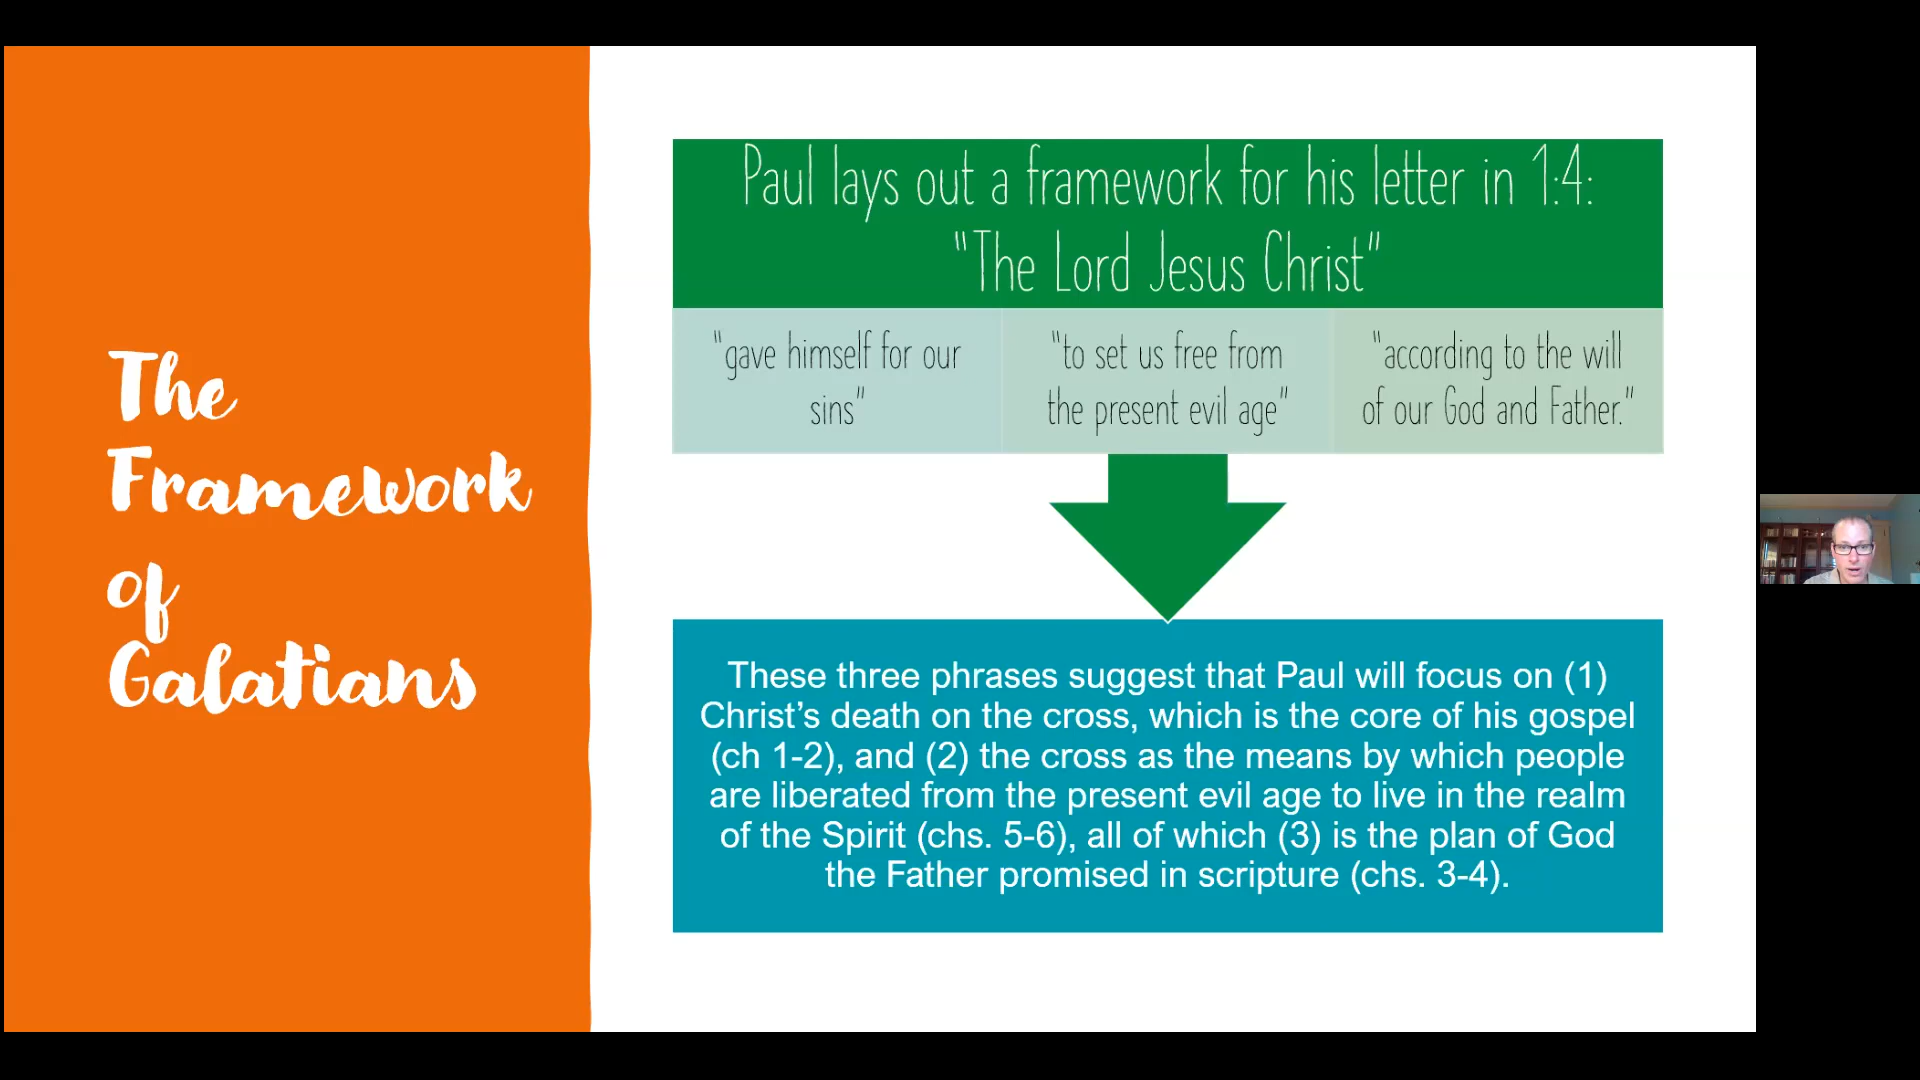 The
Framework
of
Galatians
Paul lays out a framework for his letter in 1:4:
“The Lord Jesus Christ”
“gave himself for our
sins”
“to set us free from
the present evil age”
“according to the will
of our God and Father.”
These three phrases suggest that Paul will focus on (1)
Christ’s death on the cross, which is the core of his gospel
(ch 1-2), and (2) the cross as the means by which people
are liberated from the present evil age to live in the realm
of the Spirit (chs. 5-6), all of which (3) is the plan of God
the Father promised in scripture (chs. 3-4).